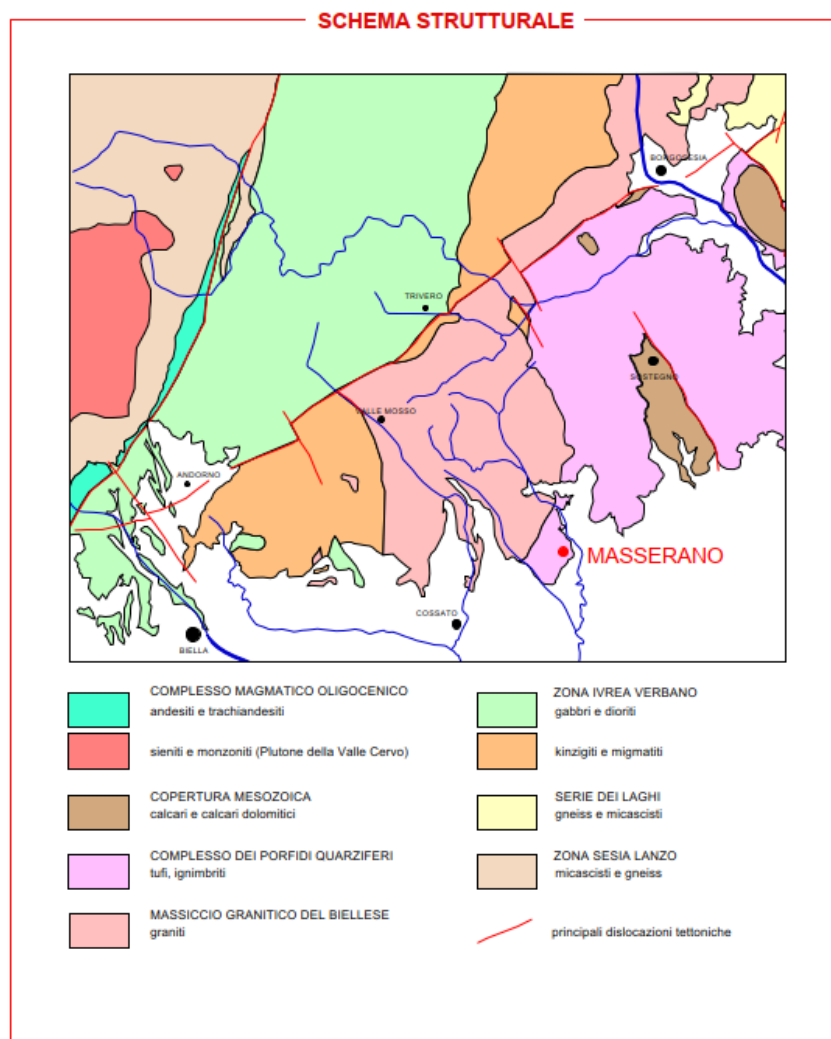 SCHEMA STRUTTURALE
BORGOSESIA
TRIVERO
SOSTEGNO
VALLE MOSSO
ANDORNO
MASSERANO
COSSATO
BIELLA
COMPLESSO MAGMATICO OLIGOCENICO
andesiti e trachiandesiti
sieniti e monzoniti (Plutone della Valle Cervo)
COPERTURA MESOZOICA
calcari e calcari dolomitici
COMPLESSO DEI PORFIDI QUARZIFERI
tufi, ignimbriti
MASSICCIO GRANITICO DEL BIELLESE
graniti
ZONA IVREA VERBANO
gabbri e dioriti
kinzigiti e migmatiti
SERIE DEI LAGHI
gneiss e micascisti
ZONA SESIA LANZO
micascisti e gneiss
principali dislocazioni tettoniche